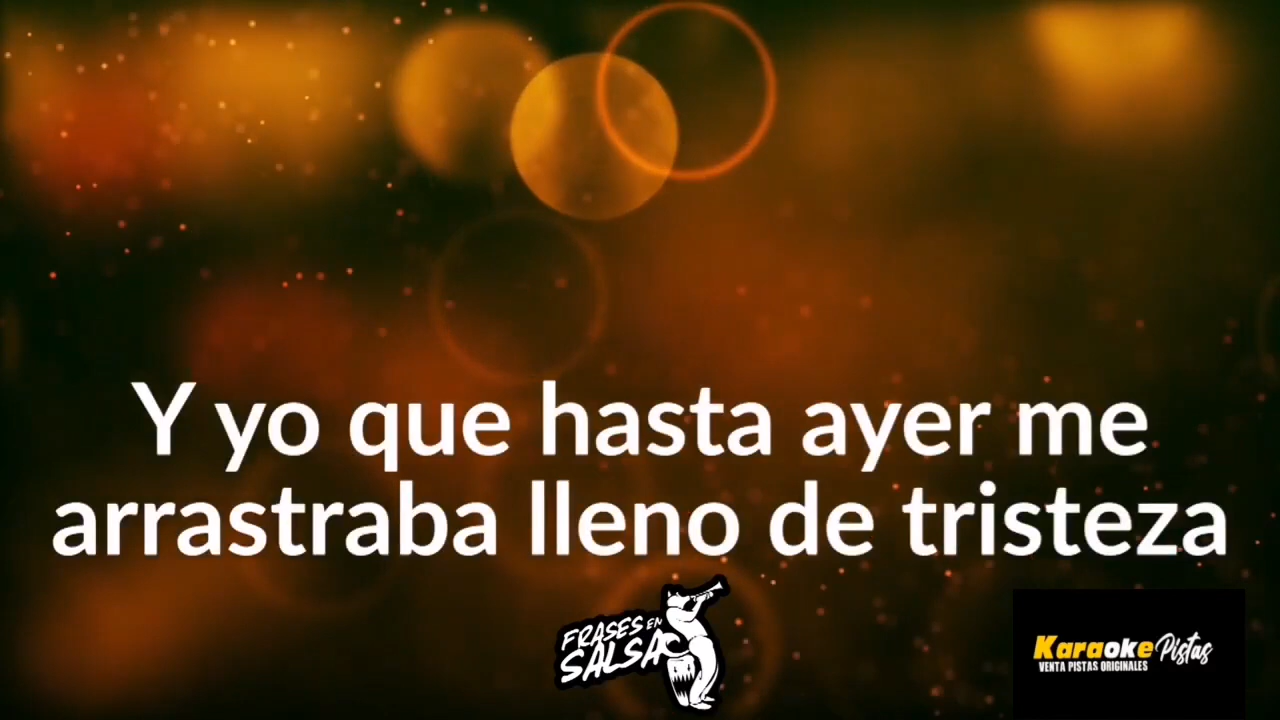 Y yo que hasta ayer me
arrastraba lleno de tristeza
FRASES EN
SALSA
Karaoke Pistas
VENTA PISTAS ORIGINALES